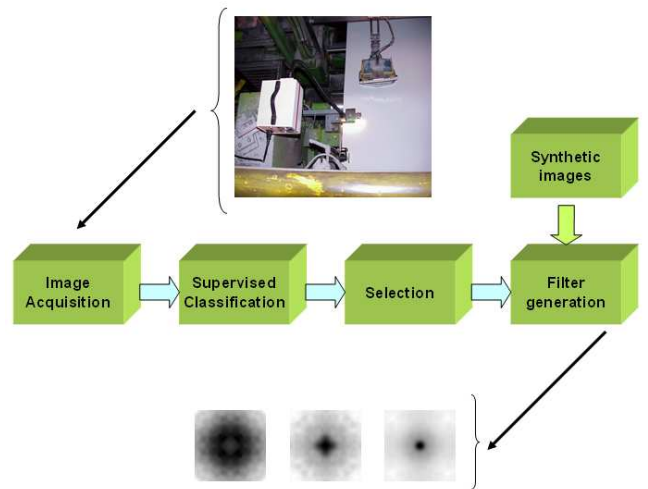 Synthetic
images
Image
Acquisition
Supervised
Classification
Selection
Filter
generation